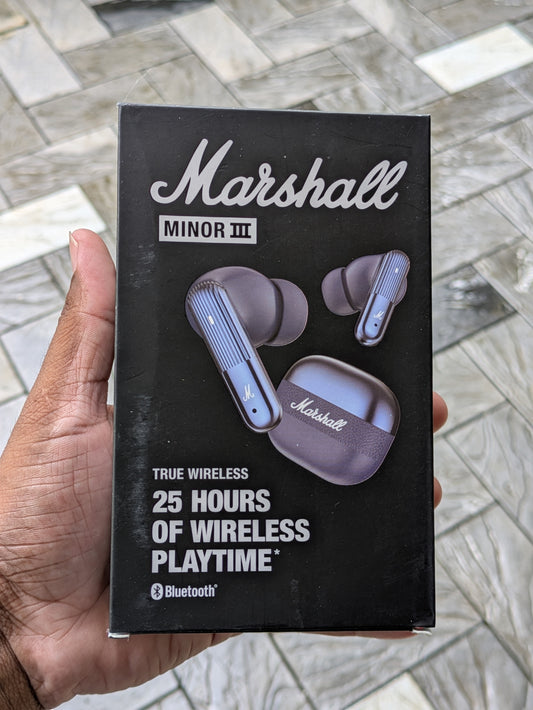 Marshall
MINOR III
M
M
Marshall
TRUE WIRELESS
25 HOURS
OF WIRELESS
PLAYTIME*
Bluetooth®